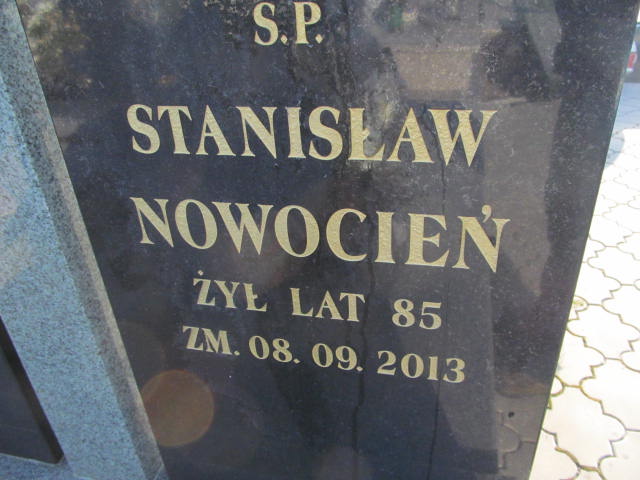 Ś.P.
STANISŁAW
NOWOCIEŃ
ŻYŁ LAT 85
ZM. 08. 09. 2013